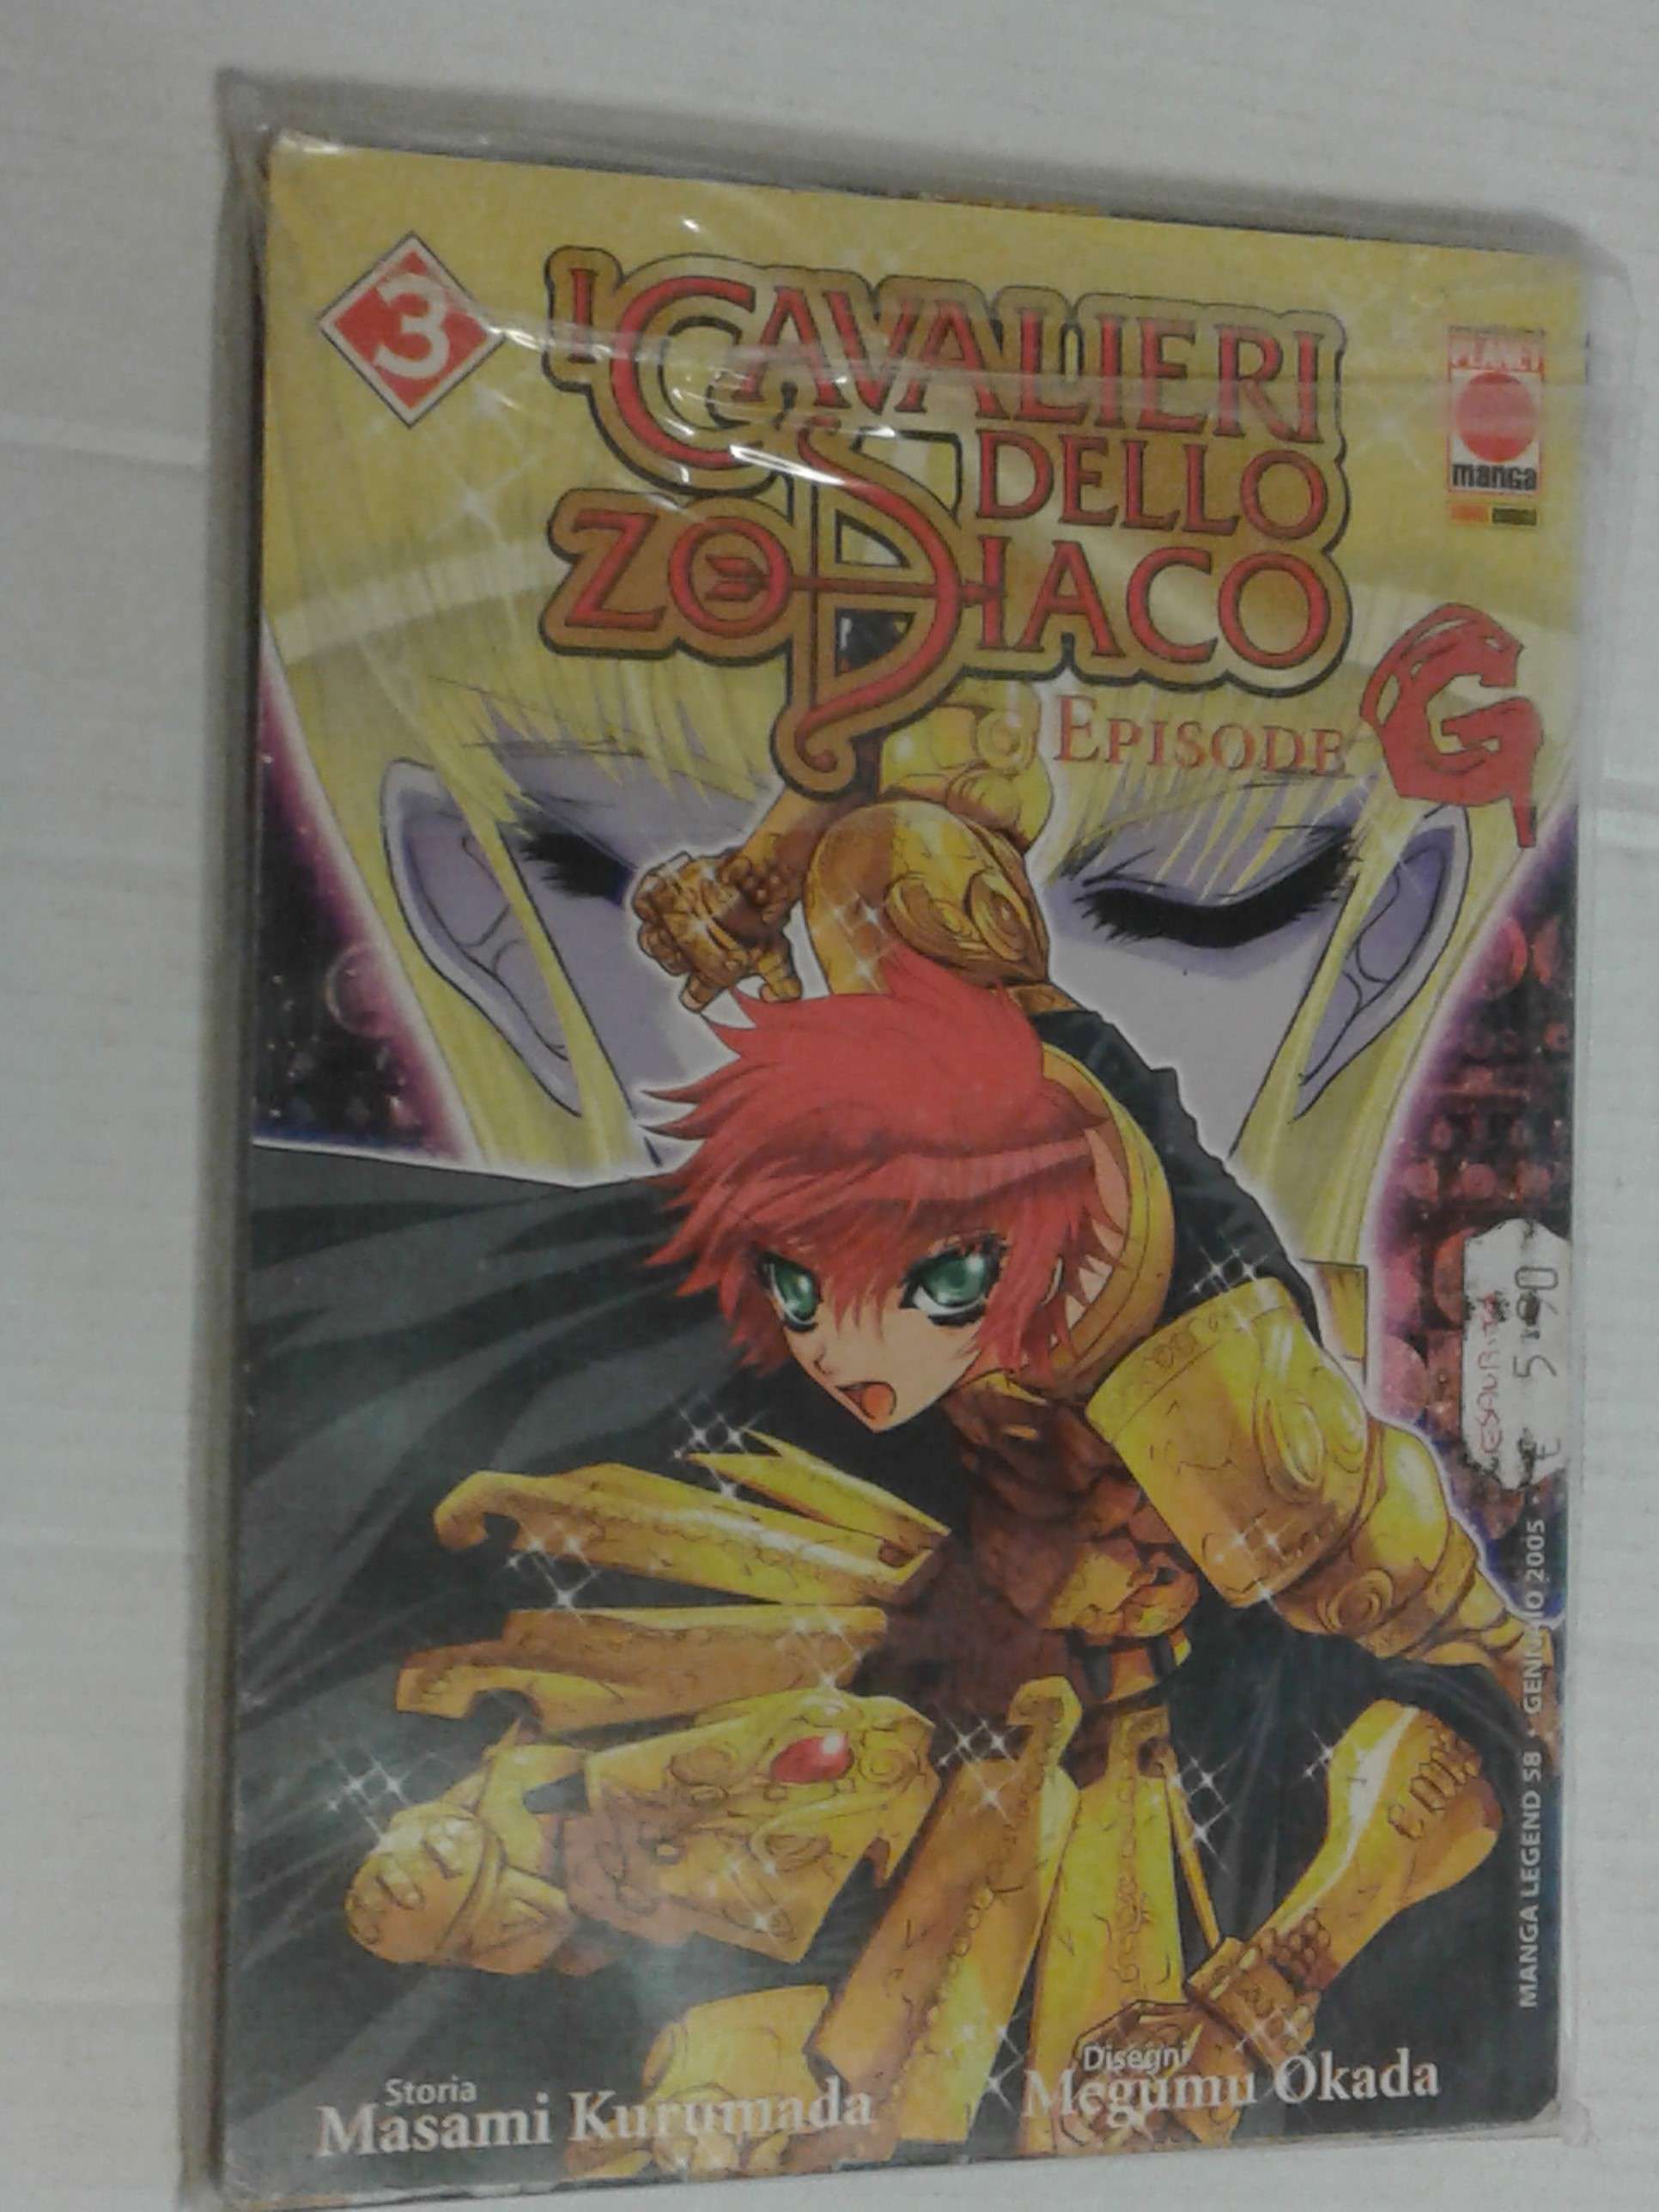 3
I CAVALIERI
DELLO
ZODIACO
EPISODE G
PLANET
manga
ESAURITO
€ 5,90
MANGA LEGEND 58 • GENNAIO 2005 •
Storia
Masami Kurumada
Disegni
Megumu Okada